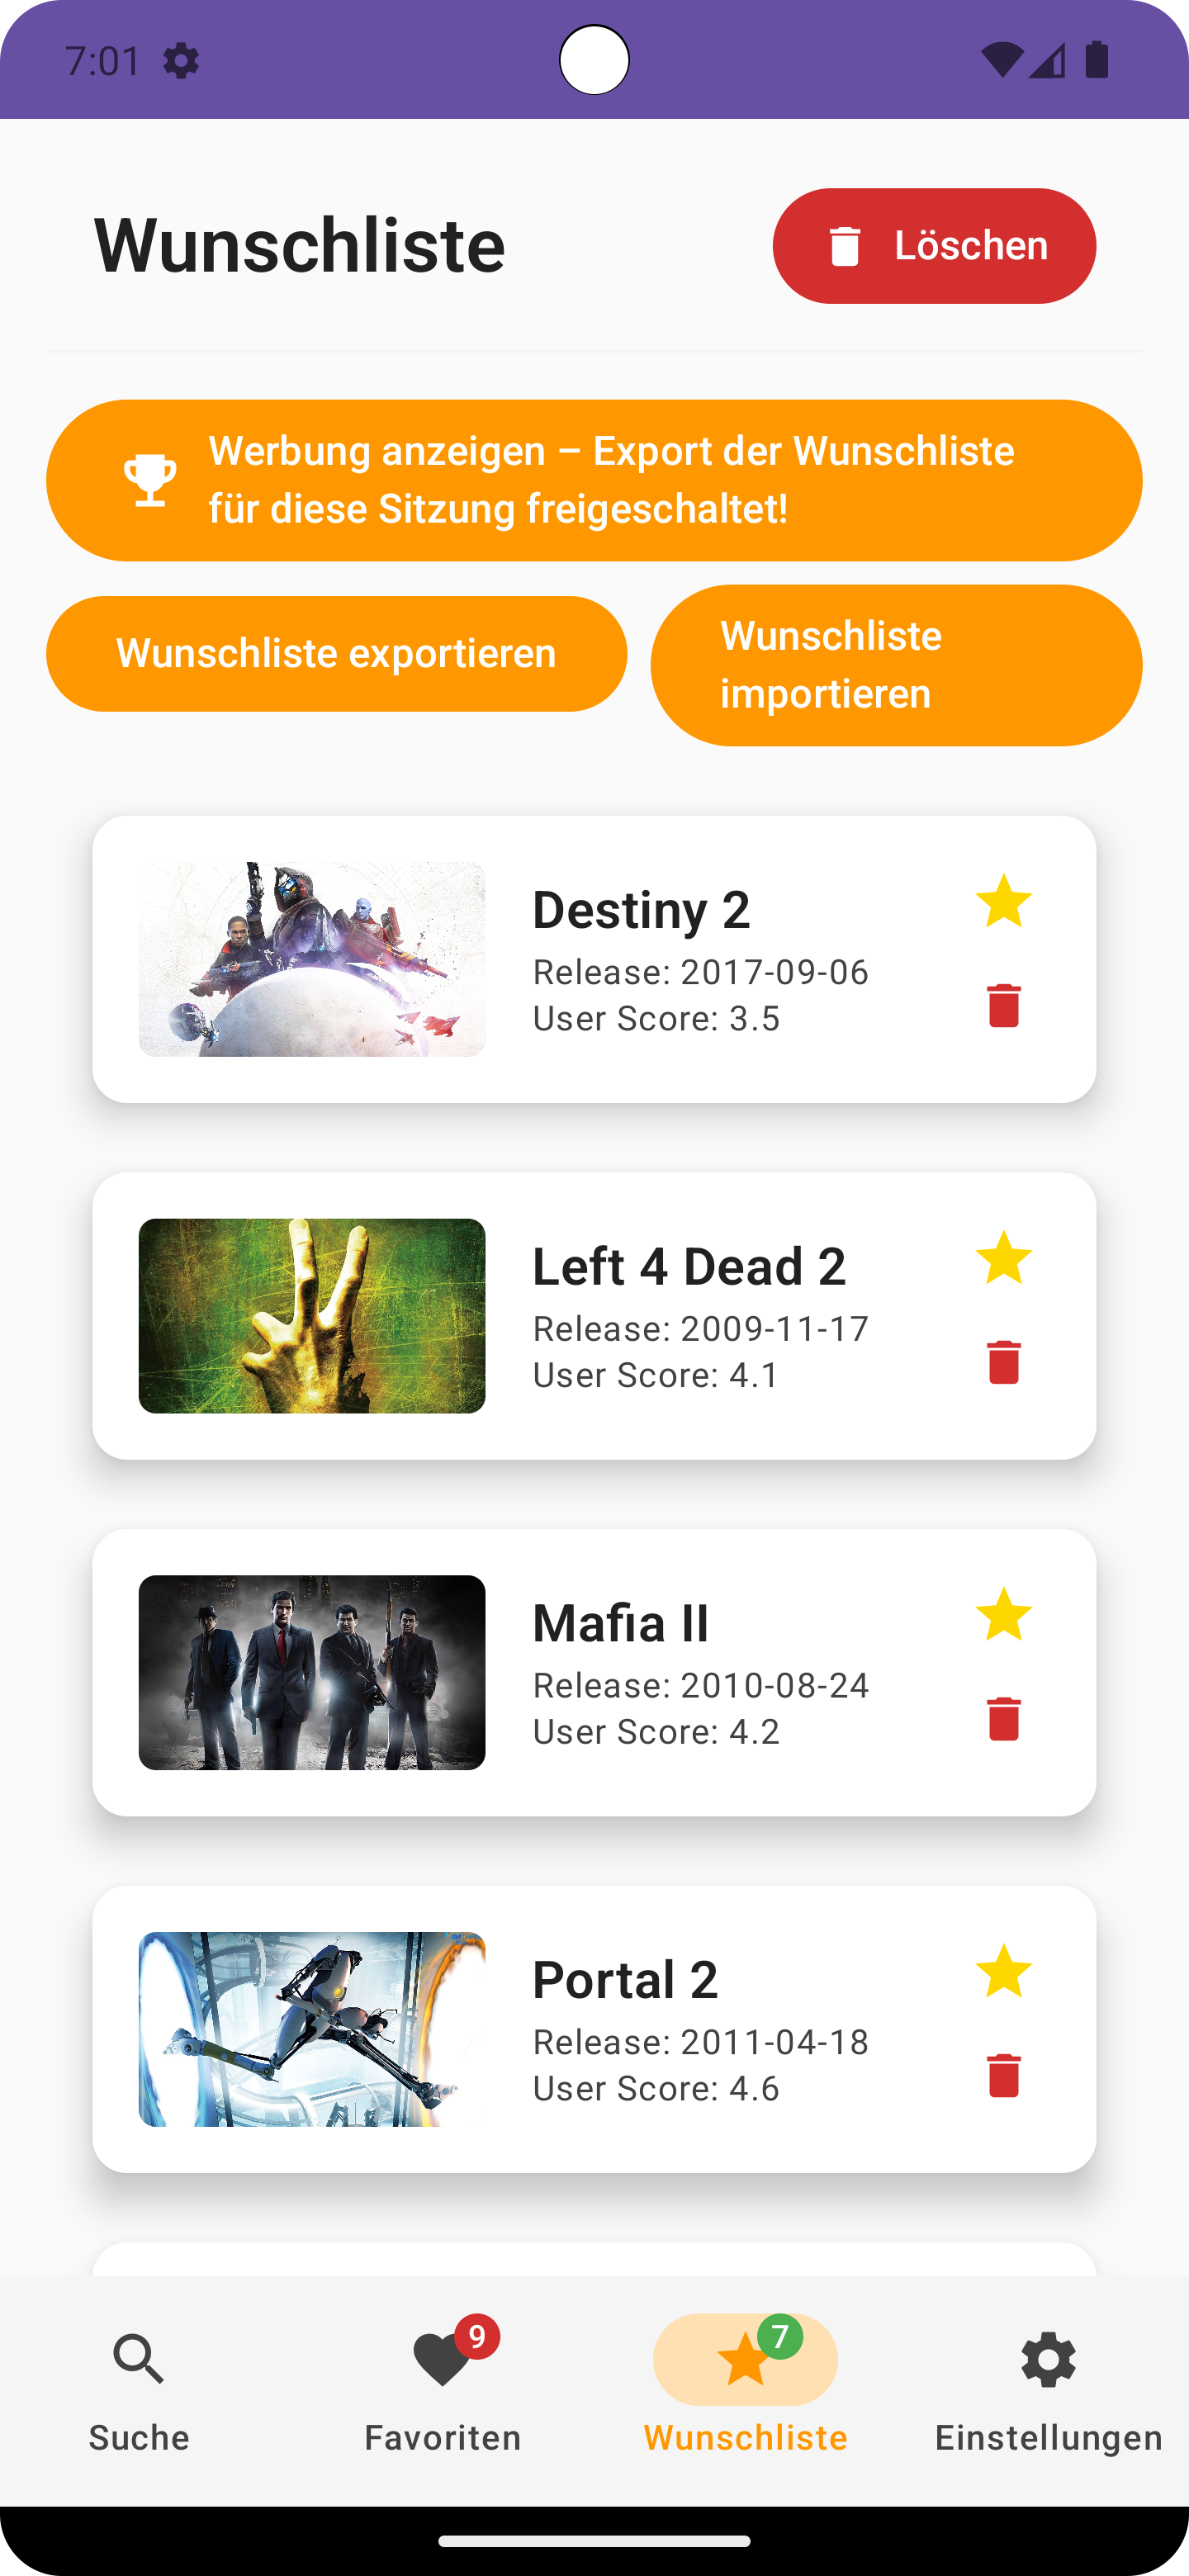 7:01
Wunschliste
Löschen
Werbung anzeigen – Export der Wunschliste
für diese Sitzung freigeschaltet!
Wunschliste exportieren
Wunschliste
importieren
Destiny 2
Release: 2017-09-06
User Score: 3.5
Left 4 Dead 2
Release: 2009-11-17
User Score: 4.1
Mafia II
Release: 2010-08-24
User Score: 4.2
Portal 2
Release: 2011-04-18
User Score: 4.6
9
7
Suche
Favoriten
Wunschliste
Einstellungen